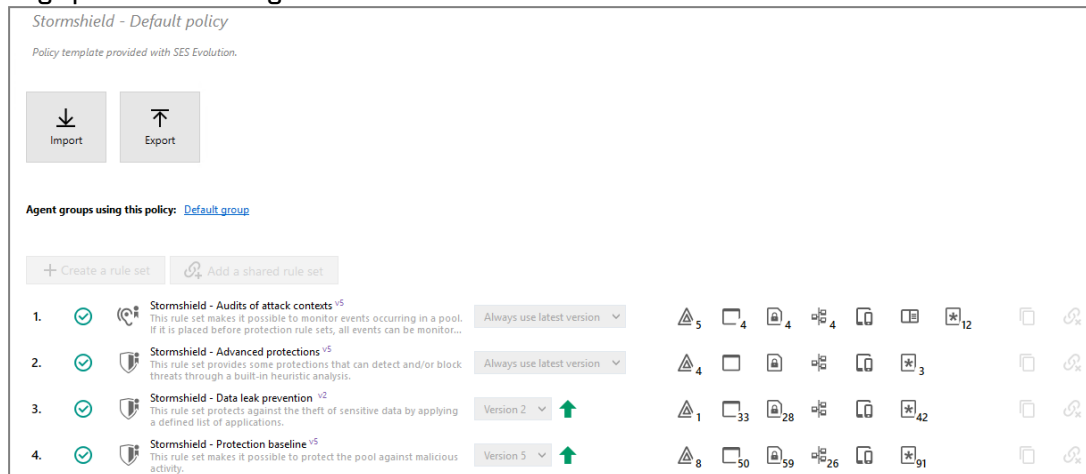 Stormshield - Default policy
Policy template provided with SES Evolution.
Import
Export
Agent groups using this policy: Default group
+ Create a rule set
Add a shared rule set
1. Stormshield - Audits of attack contexts v5
This rule set makes it possible to monitor events occurring in a pool.
If it is placed before protection rule sets, all events can be monitor...
Always use latest version
5 4 4 4 12
2. Stormshield - Advanced protections v5
This rule set provides some protections that can detect and/or block
threats through a built-in heuristic analysis.
Always use latest version
4 3
3. Stormshield - Data leak prevention v2
This rule set protects against the theft of sensitive data by applying
a defined list of applications.
Version 2
1 33 28 42
4. Stormshield - Protection baseline v5
This rule set makes it possible to protect the pool against malicious
activity.
Version 5
8 50 59 26 91